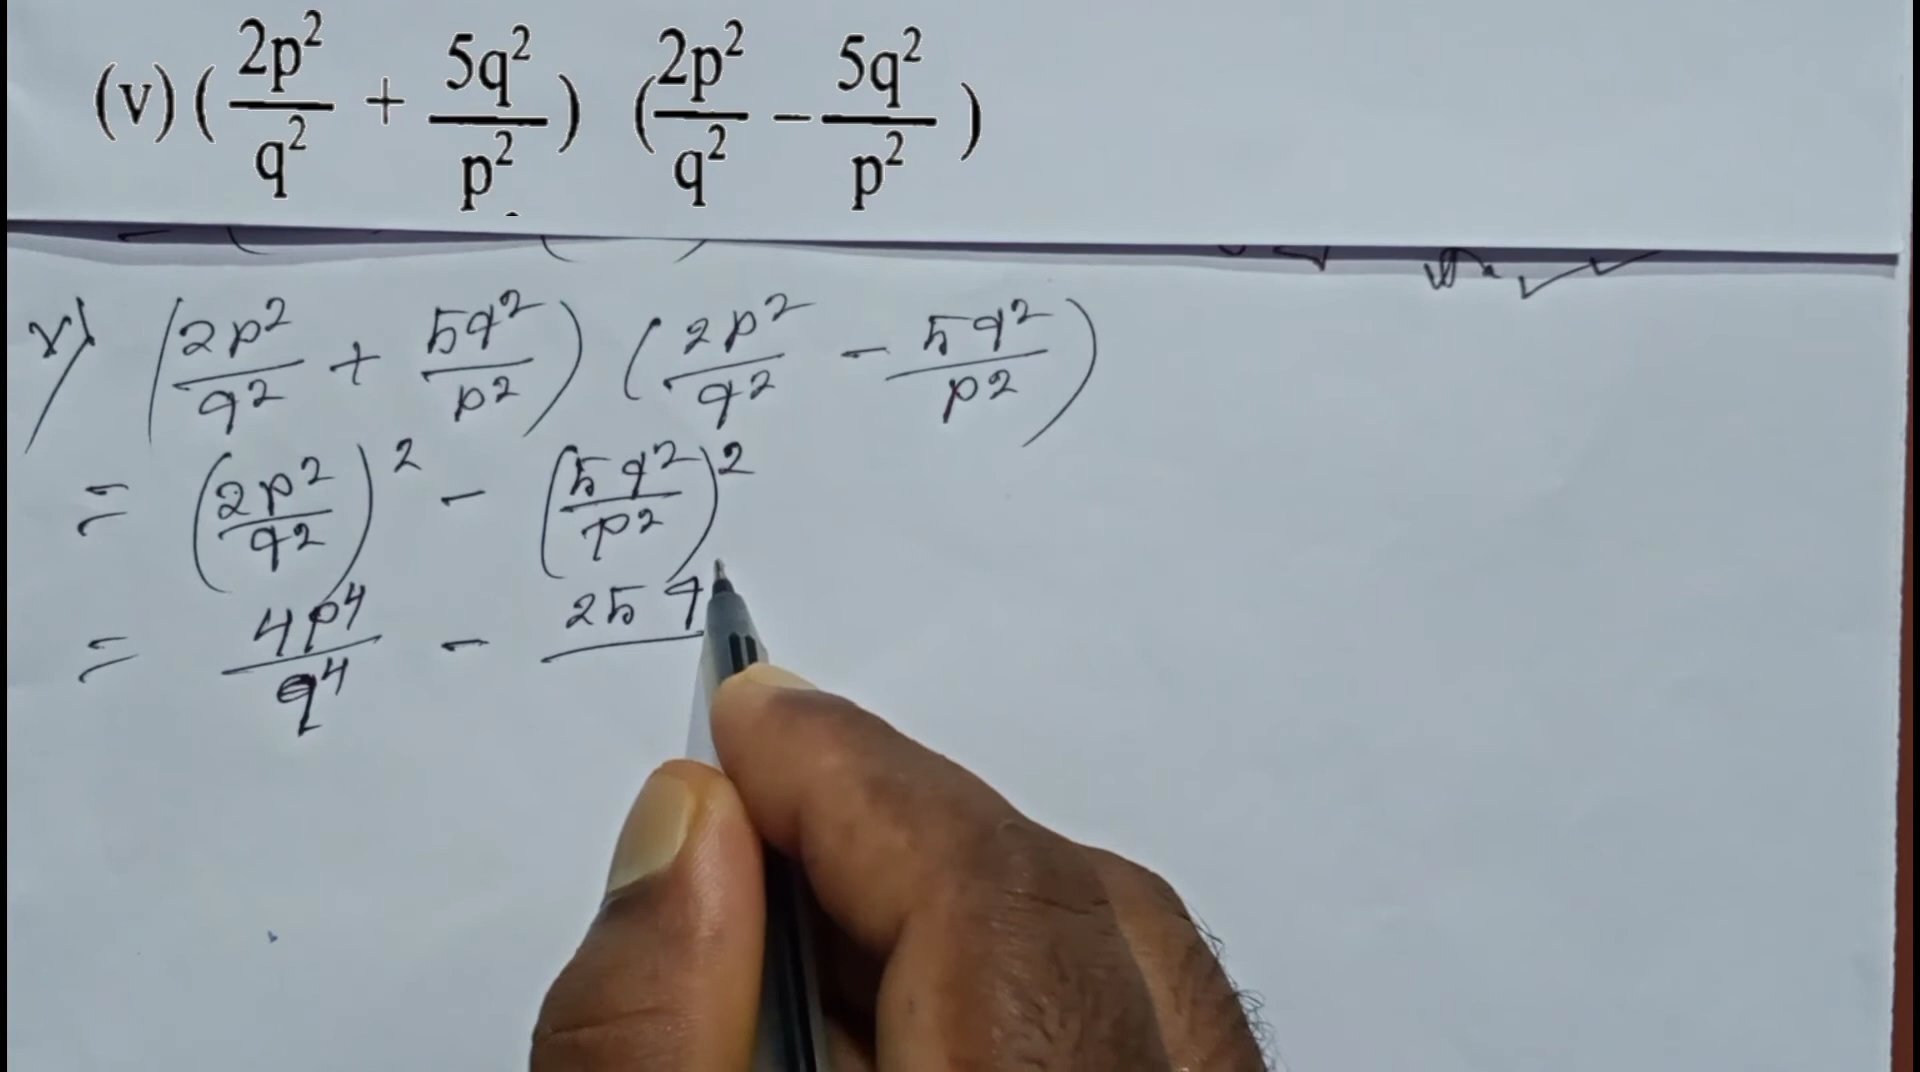 (v) (2p²/q² + 5q²/p²) (2p²/q² - 5q²/p²)
v) (2p²/q² + 5q²/p²) (2p²/q² - 5q²/p²)
= (2p²/q²)² - (5q²/p²)²
= 4p⁴/q⁴ - 25q